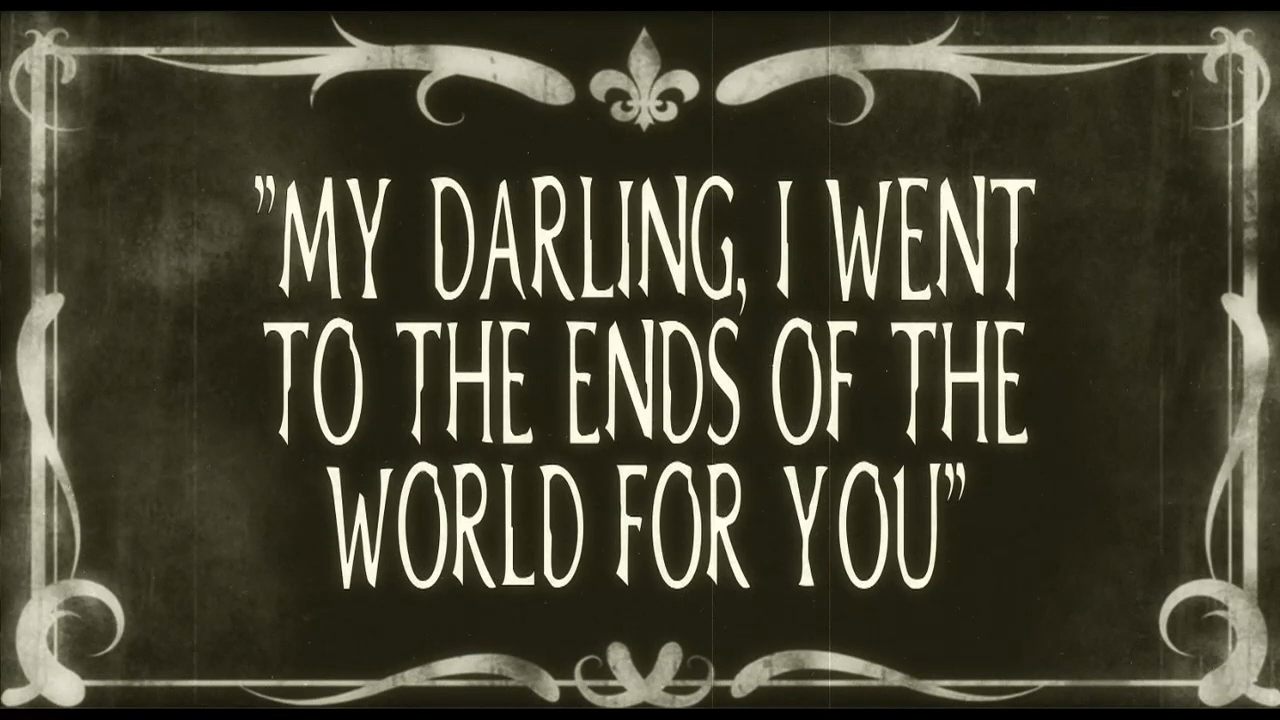 ”MY DARLING, I WENT
TO THE ENDS OF THE
WORLD FOR YOU”